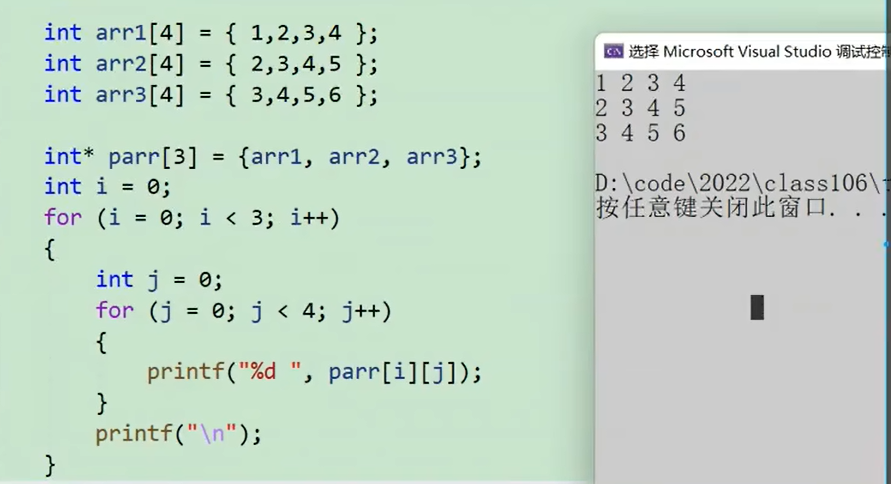 int arr1[4] = { 1,2,3,4 };
int arr2[4] = { 2,3,4,5 };
int arr3[4] = { 3,4,5,6 };
int* parr[3] = {arr1, arr2, arr3};
int i = 0;
for (i = 0; i < 3; i++)
{
int j = 0;
for (j = 0; j < 4; j++)
{
printf("%d ", parr[i][j]);
}
printf("\n");
}
选择 Microsoft Visual Studio 调试控
1 2 3 4
2 3 4 5
3 4 5 6
D:\code\2022\class106\
按任意键关闭此窗口. . .